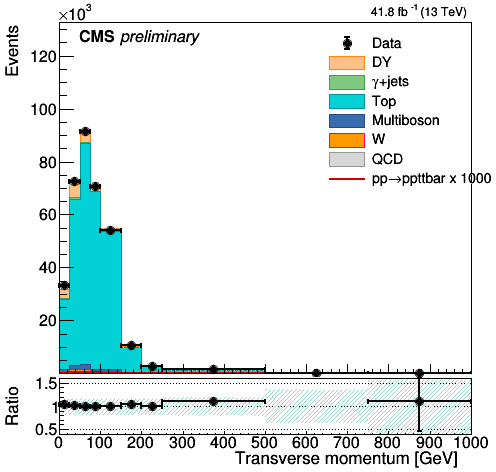 ×10³
41.8 fb⁻¹ (13 TeV)
CMS preliminary
Events
120
100
80
60
40
20
Data
DY
γ+jets
Top
Multiboson
W
QCD
pp→ppttbar x 1000
Ratio
1.5
1
0.5
0 100 200 300 400 500 600 700 800 900 1000
Transverse momentum [GeV]